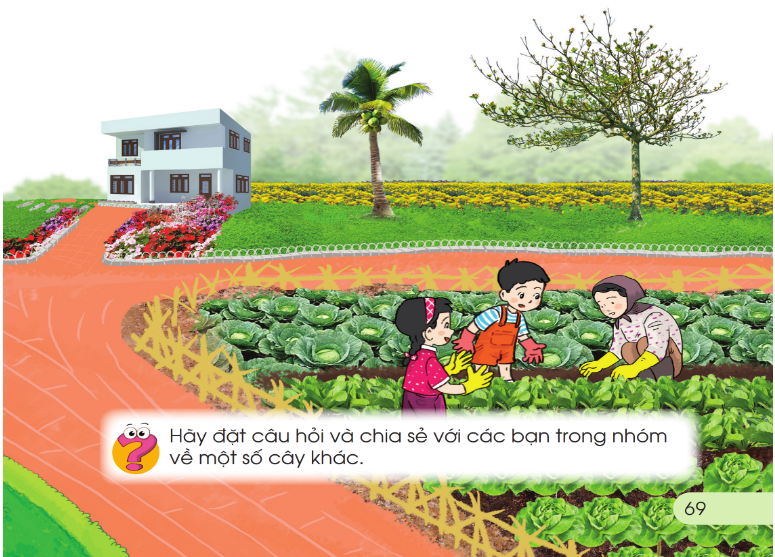 Hãy đặt câu hỏi và chia sẻ với các bạn trong nhóm
về một số cây khác.
69